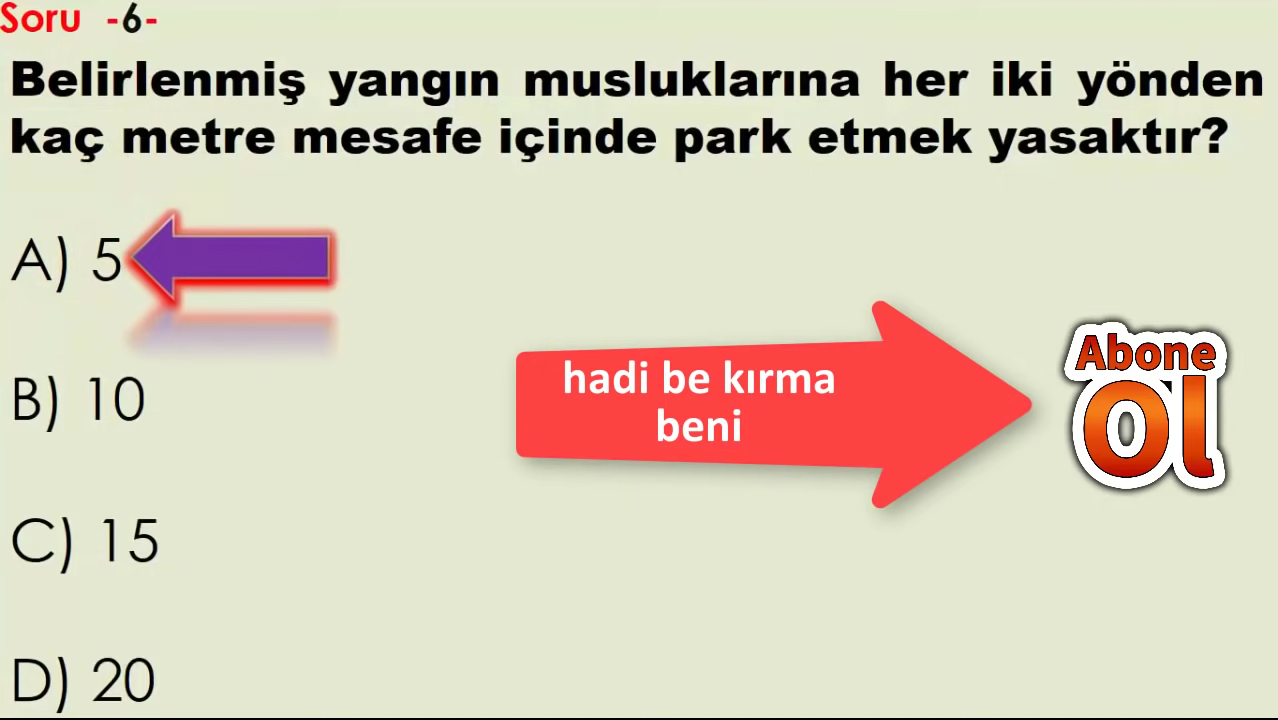 Soru -6-
Belirlenmiş yangın musluklarına her iki yönden
kaç metre mesafe içinde park etmek yasaktır?
A) 5
B) 10
hadi be kırma
beni
Abone
Ol
C) 15
D) 20